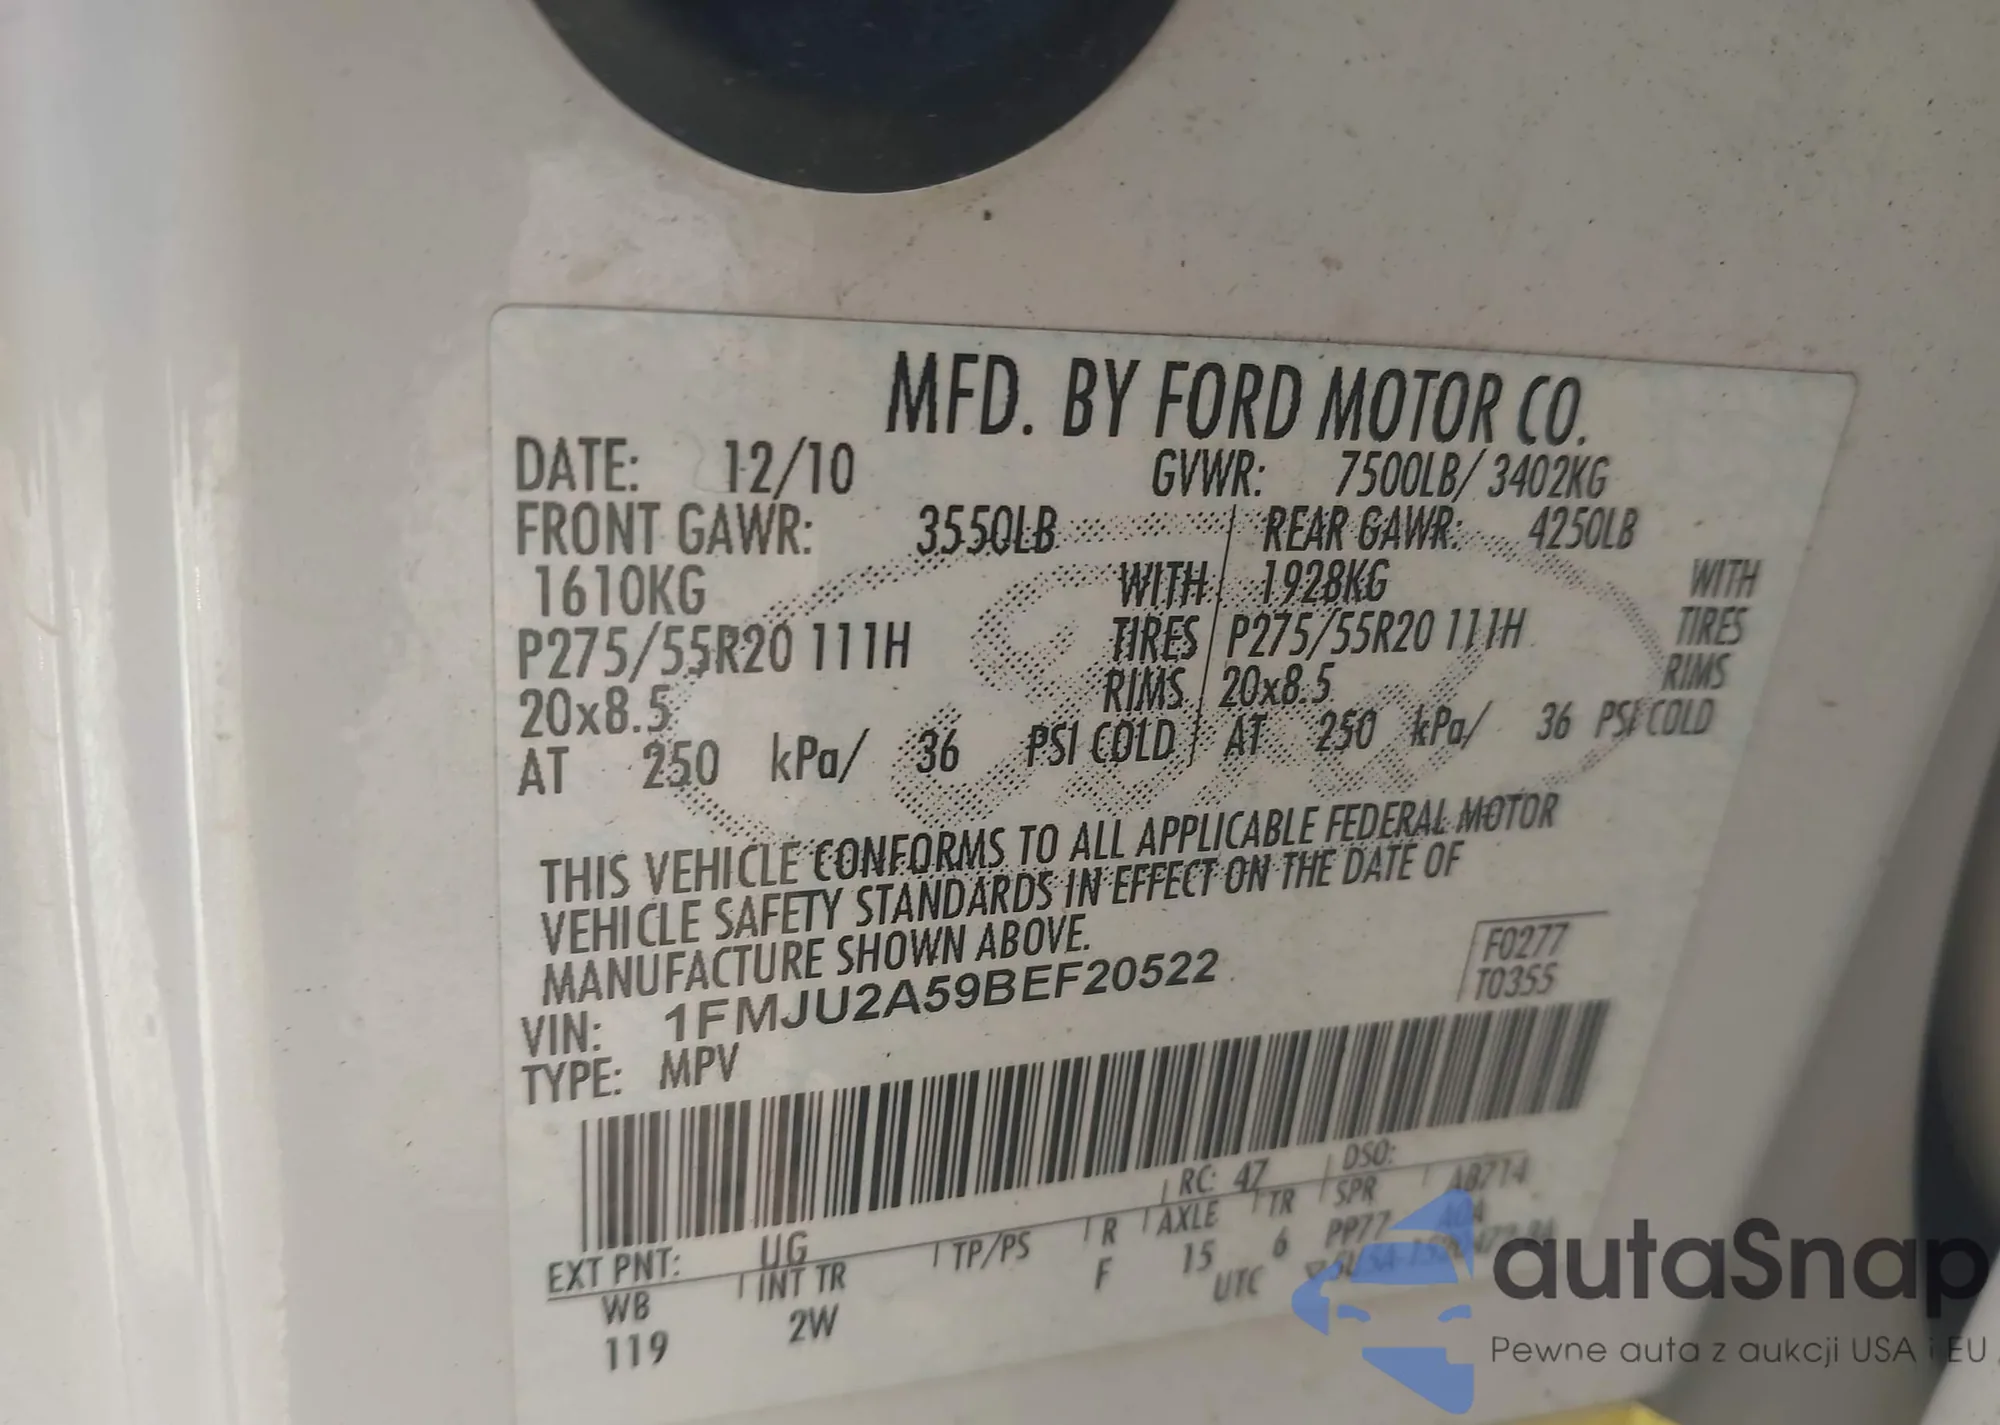 MFD. BY FORD MOTOR CO.
DATE: 12/10 GVWR: 7500LB/ 3402KG
FRONT GAWR: 3550LB REAR GAWR: 4250LB
1610KG WITH 1928KG WITH
P275/55R20 111H TIRES P275/55R20 111H TIRES
20x8.5 RIMS 20x8.5 RIMS
AT 250 kPa/ 36 PSI COLD AT 250 kPa/ 36 PSI COLD
THIS VEHICLE CONFORMS TO ALL APPLICABLE FEDERAL MOTOR
VEHICLE SAFETY STANDARDS IN EFFECT ON THE DATE OF
MANUFACTURE SHOWN ABOVE.
F0277
T0355
VIN: 1FMJU2A59BEF20522
TYPE: MPV
EXT PNT: UG RC: 47 DSO:
WB INT TR TP/PS R AXLE TR SPR AB714
119 2W F 15 6 PP77
UTC
autoSnap
Pewne auta z aukcji USA i EU